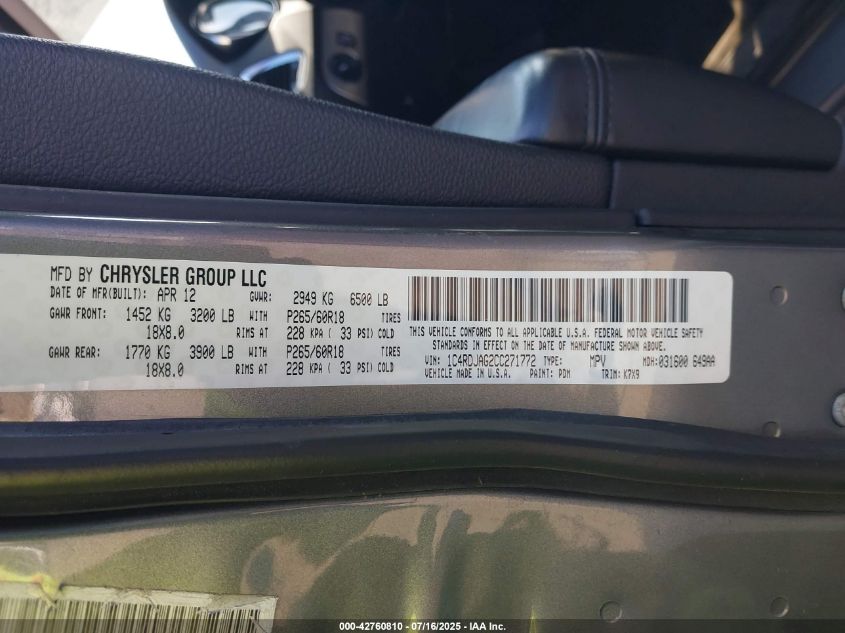 MFD BY CHRYSLER GROUP LLC
DATE OF MFR(BUILT): APR 12 GVWR: 2949 KG 6500 LB
GAWR FRONT: 1452 KG 3200 LB WITH P265/60R18 TIRES
18X8.0 RIMS AT 228 KPA ( 33 PSI) COLD
GAWR REAR: 1770 KG 3900 LB WITH P265/60R18 TIRES
18X8.0 RIMS AT 228 KPA ( 33 PSI) COLD
THIS VEHICLE CONFORMS TO ALL APPLICABLE U.S.A. FEDERAL MOTOR VEHICLE SAFETY
STANDARDS IN EFFECT ON THE DATE OF MANUFACTURE SHOWN ABOVE.
VIN: 1C4RDJAG2CC271772 TYPE: MPV MDH:031600 649AA
VEHICLE MADE IN U.S.A. PAINT: PDM TRIM: K7X9
000-42760810 - 07/16/2025 - IAA Inc.